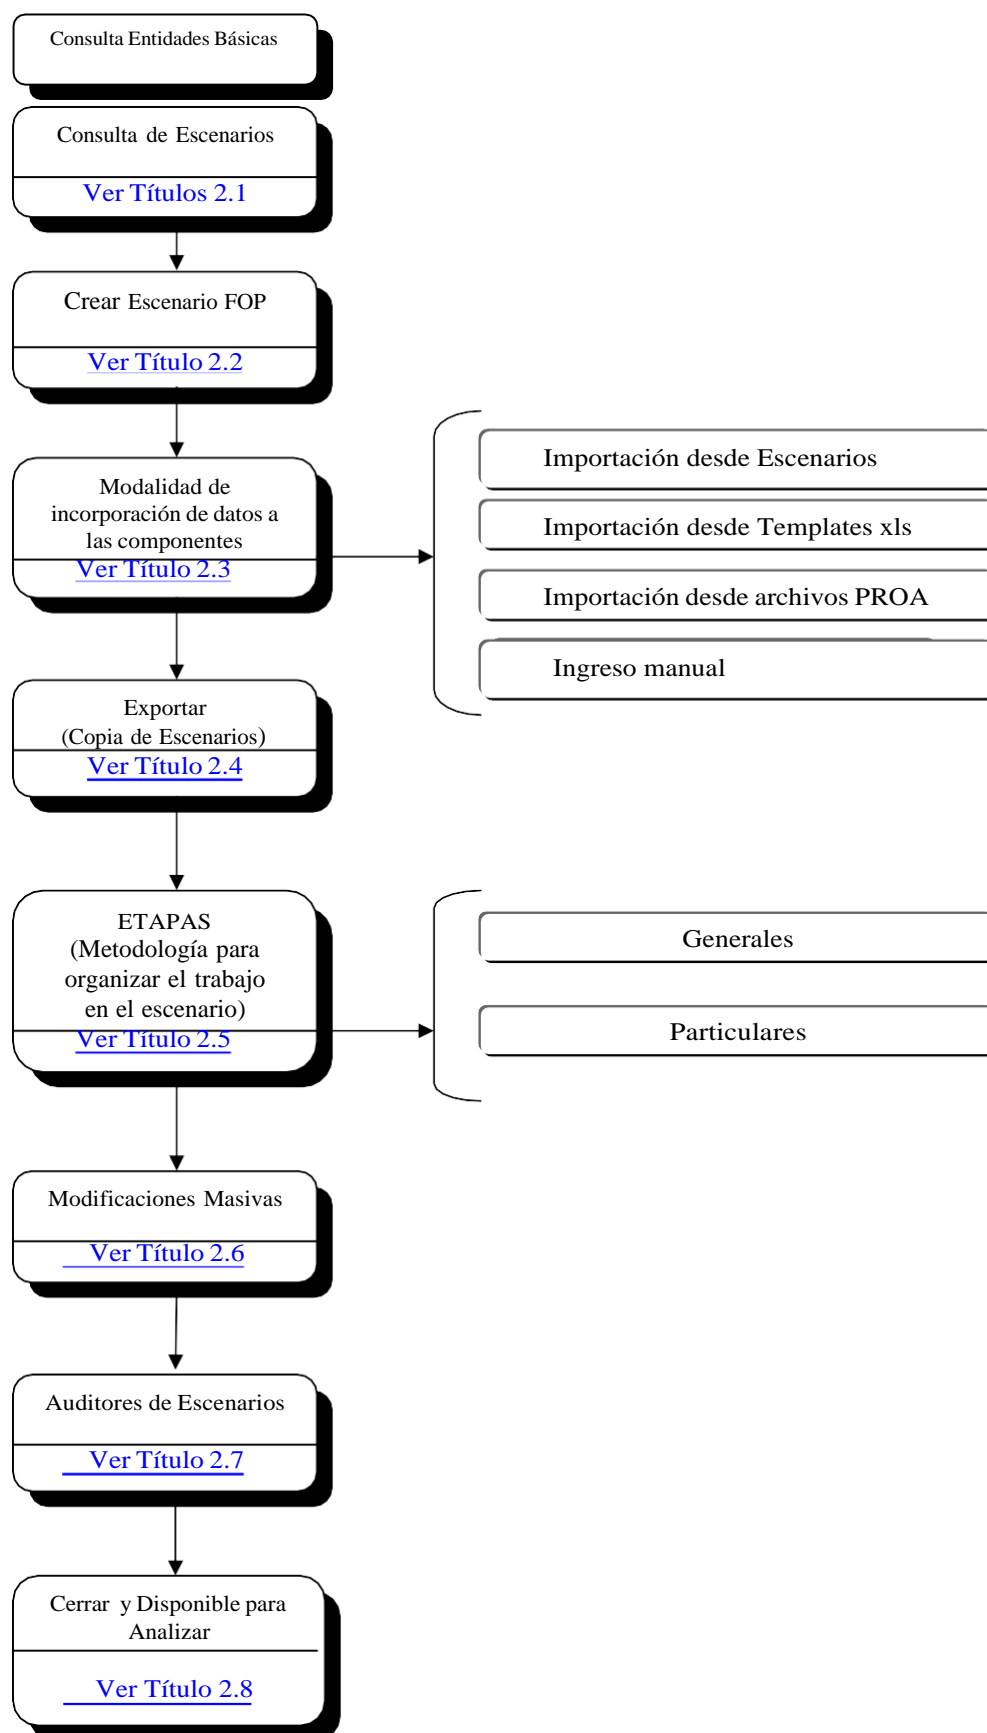 Consulta Entidades Básicas
Consulta de Escenarios
Ver Títulos 2.1
Crear Escenario FOP
Ver Título 2.2
Modalidad de
incorporación de datos a
las componentes
Ver Título 2.3
Importación desde Escenarios
Importación desde Templates xls
Importación desde archivos PROA
Ingreso manual
Exportar
(Copia de Escenarios)
Ver Título 2.4
ETAPAS
(Metodología para
organizar el trabajo
en el escenario)
Ver Título 2.5
Generales
Particulares
Modificaciones Masivas
Ver Título 2.6
Auditores de Escenarios
Ver Título 2.7
Cerrar y Disponible para
Analizar
Ver Título 2.8